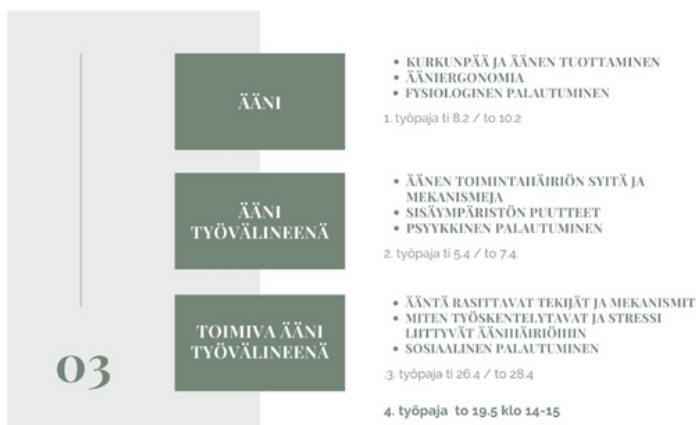 ÄÄNI
• KURKUNPÄÄ JA ÄÄNEN TUOTTAMINEN
• ÄÄNIERGONOMIA
• FYSIOLOGINEN PALAUTUMINEN
1. työpaja ti 8.2 / to 10.2
ÄÄNI
TYÖVÄLINEENÄ
• ÄÄNEN TOIMINTAHÄIRIÖN SYITÄ JA
MEKANISMEJA
• SISÄYMPÄRISTÖN PUUTTEET
• PSYYKKINEN PALAUTUMINEN
2. työpaja ti 5.4 / to 7.4.
TOIMIVA ÄÄNI
TYÖVÄLINEENÄ
• ÄÄNTÄ RASITTAVAT TEKIJÄT JA MEKANISMIT
• MITEN TYÖSKENTELYTAVAT JA STRESSI
LIITTYVÄT ÄÄNIHÄIRIÖIHIN
• SOSIAALINEN PALAUTUMINEN
.3. työpaja ti 26.4 / to 28.4
4. työpaja to 19.5 klo 14-15
03